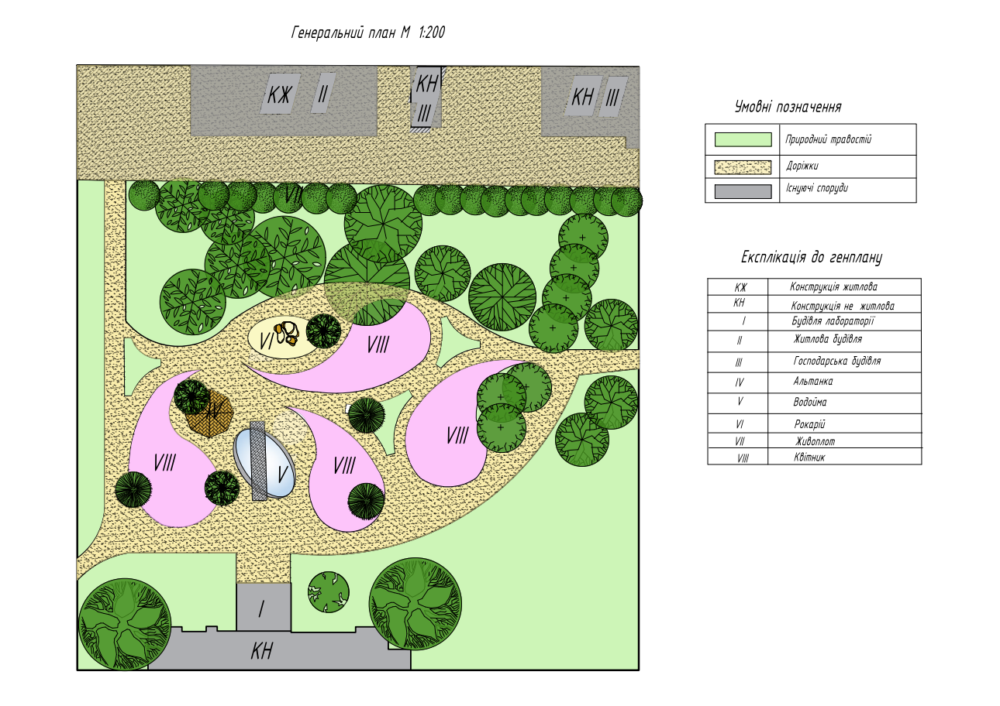 Генеральний план М 1:200
КЖ II
КН
III
КН III
Умовні позначення
Природний травостій
Доріжки
Існуючі споруди
VII
Експлікація до генплану
КЖ Конструкція житлова
КН Конструкція не житлова
I Будівля лабораторії
II Житлова будівля
III Господарська будівля
IV Альтанка
V Водойма
VI Рокарій
VII Живоплот
VIII Квітник
VI
VIII
IV
VIII
VIII
VIII
V
I
КН